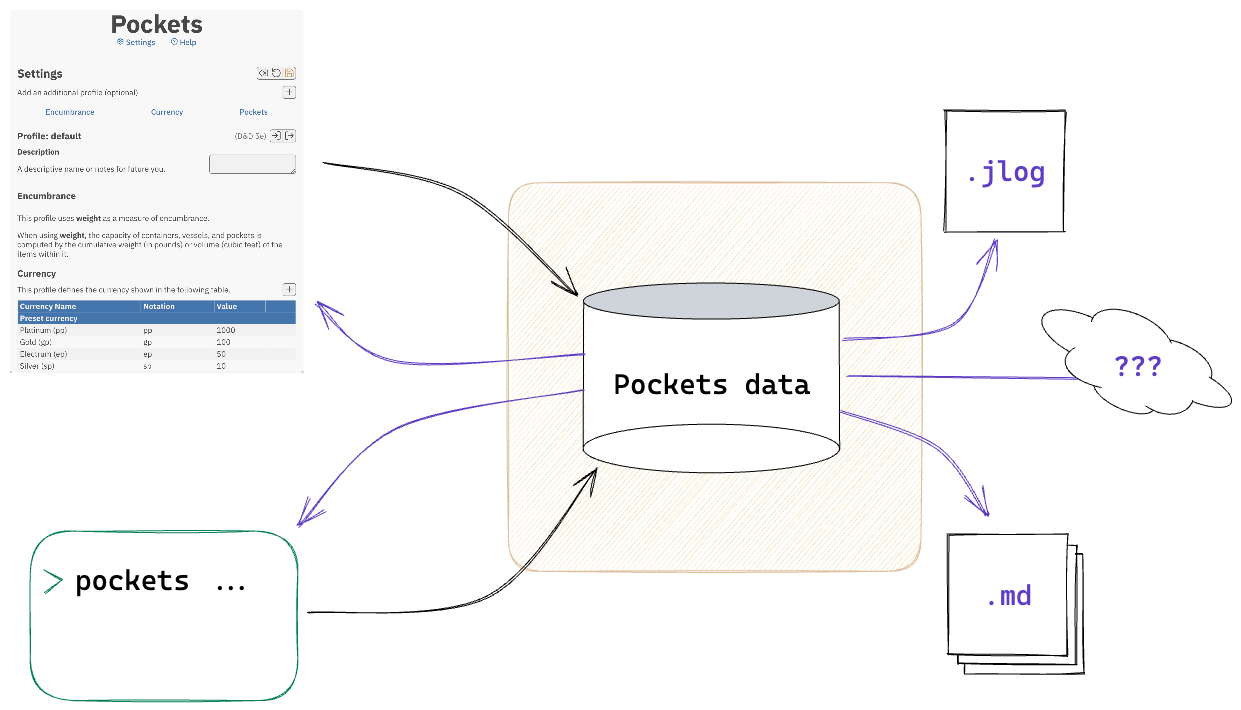 Pockets
Settings Help
Settings
Add an additional profile (optional)
Encumbrance Currency Pockets
Profile: default (D&D 5e)
Description
A descriptive name or notes for future you.
Encumbrance
This profile uses weight as a measure of encumbrance.
When using weight, the capacity of containers, vessels, and pockets is
computed by the cumulative weight (in pounds) or volume (cubic feet) of the
items within it.
Currency
This profile defines the currency shown in the following table.
Currency Name Notation Value
Preset currency
Platinum (pp) pp 1000
Gold (gp) gp 100
Electrum (ep) ep 50
Silver (sp) sp 10
.jlog
???
Pockets data
> pockets ...
.md